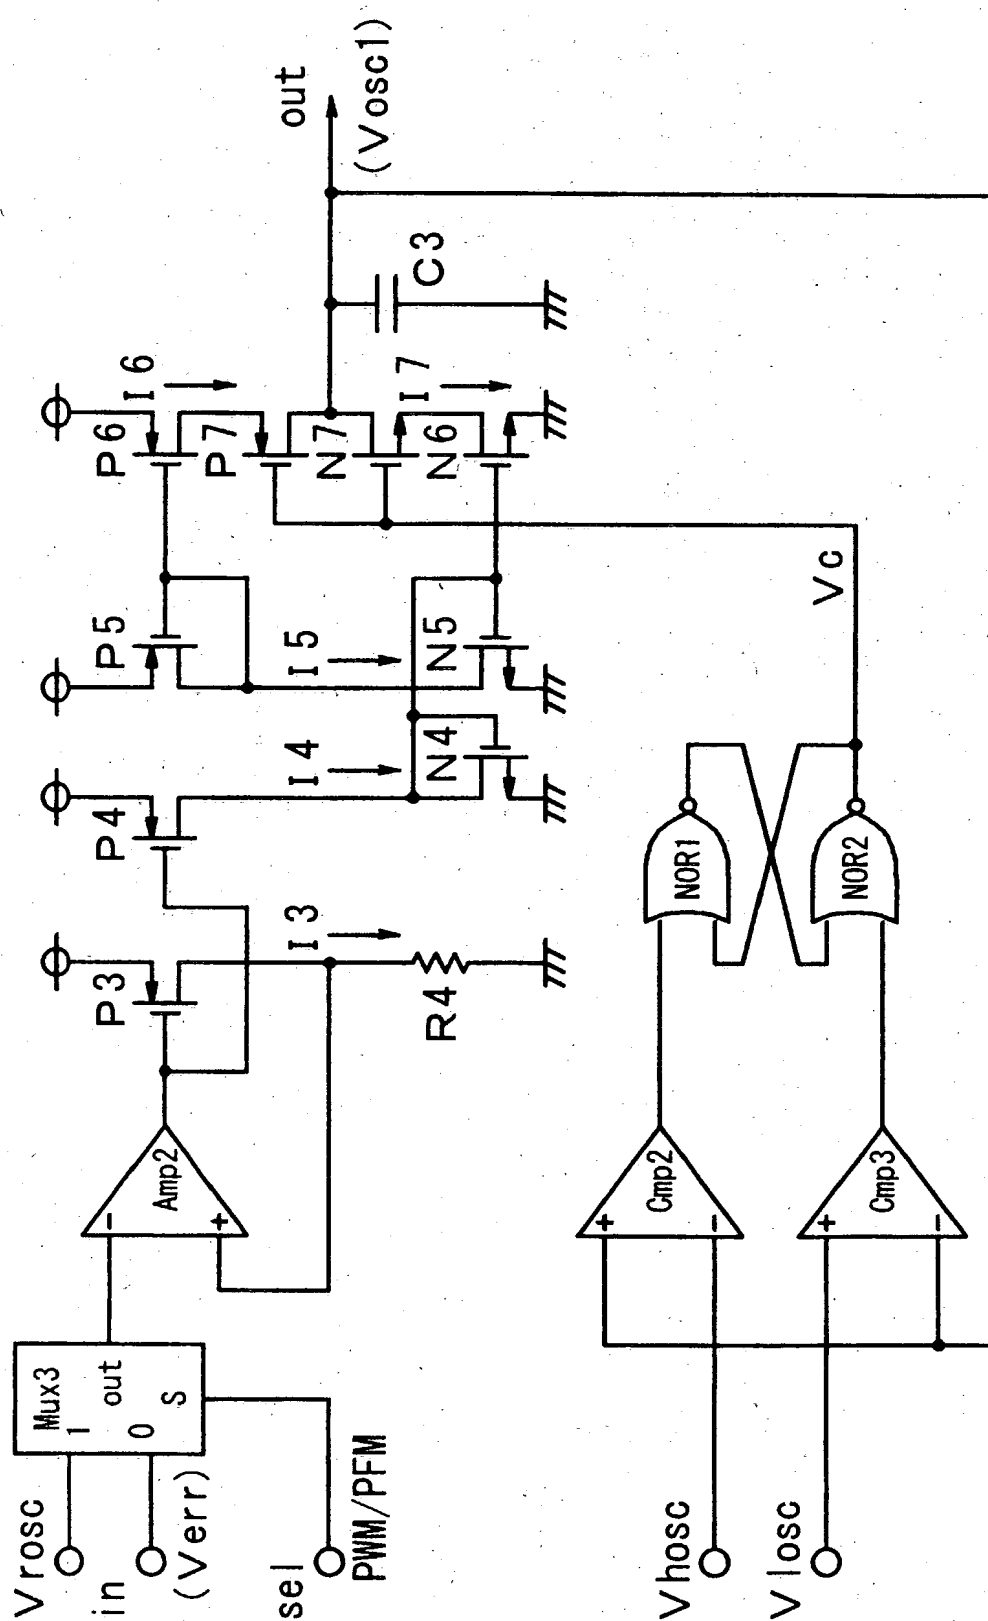 Vrosc
in
(Verr)
sel
PWM/PFM
Mux3
1
out
0
S
Amp2
-
+
P3
I3
R4
P4
I4
N4
P5
I5
N5
P6
I6
P7
N7
I7
N6
C3
out
(Vosc1)
Vc
Vhosc
Vlosc
Cmp2
+
-
Cmp3
+
-
NOR1
NOR2